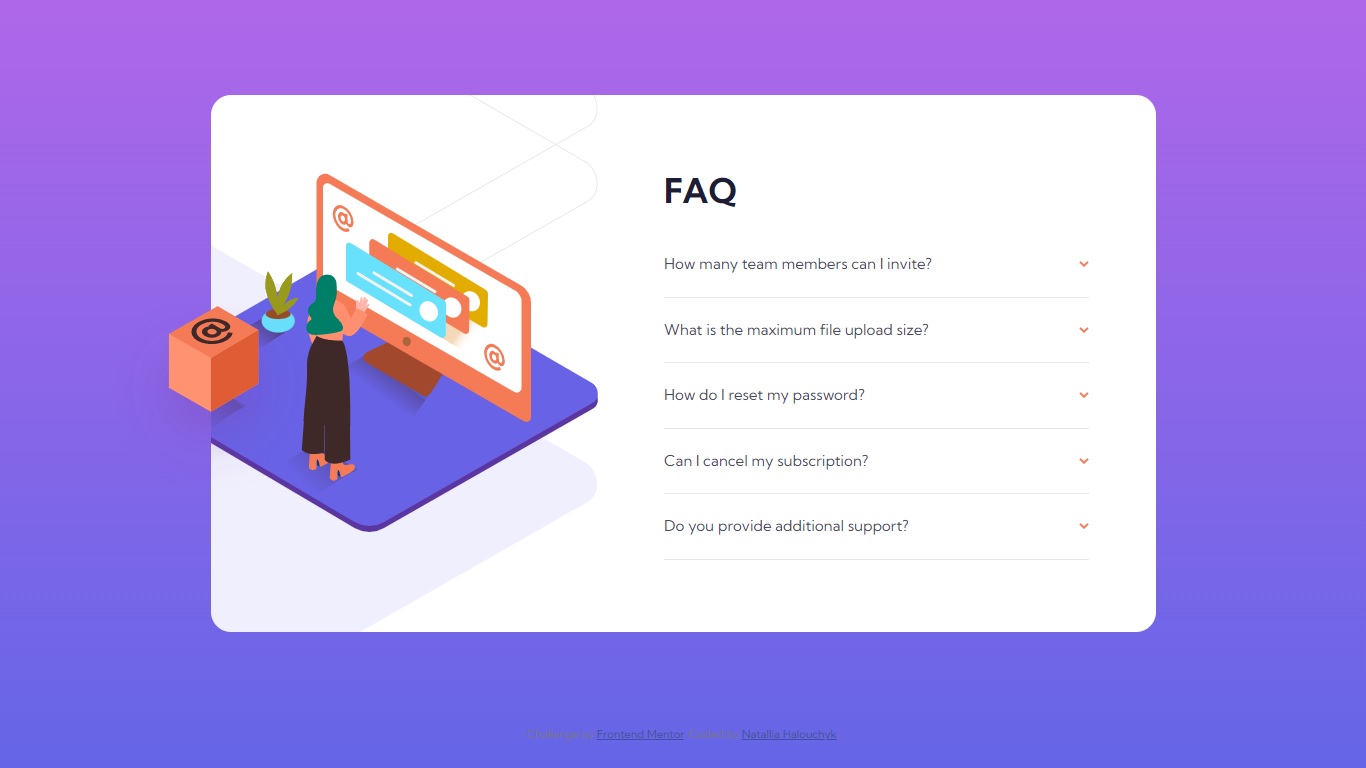 FAQ
How many team members can I invite?
What is the maximum file upload size?
How do I reset my password?
Can I cancel my subscription?
Do you provide additional support?
Challenge by Frontend Mentor. Coded by Natallia Halouchyk.